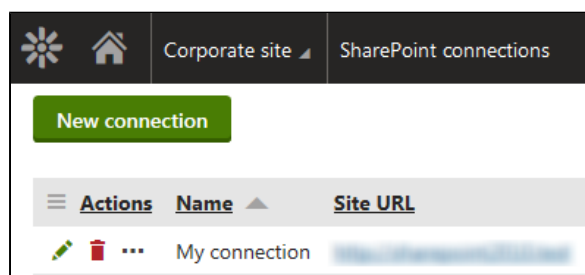 Corporate site SharePoint connections
New connection
Actions Name Site URL
My connection